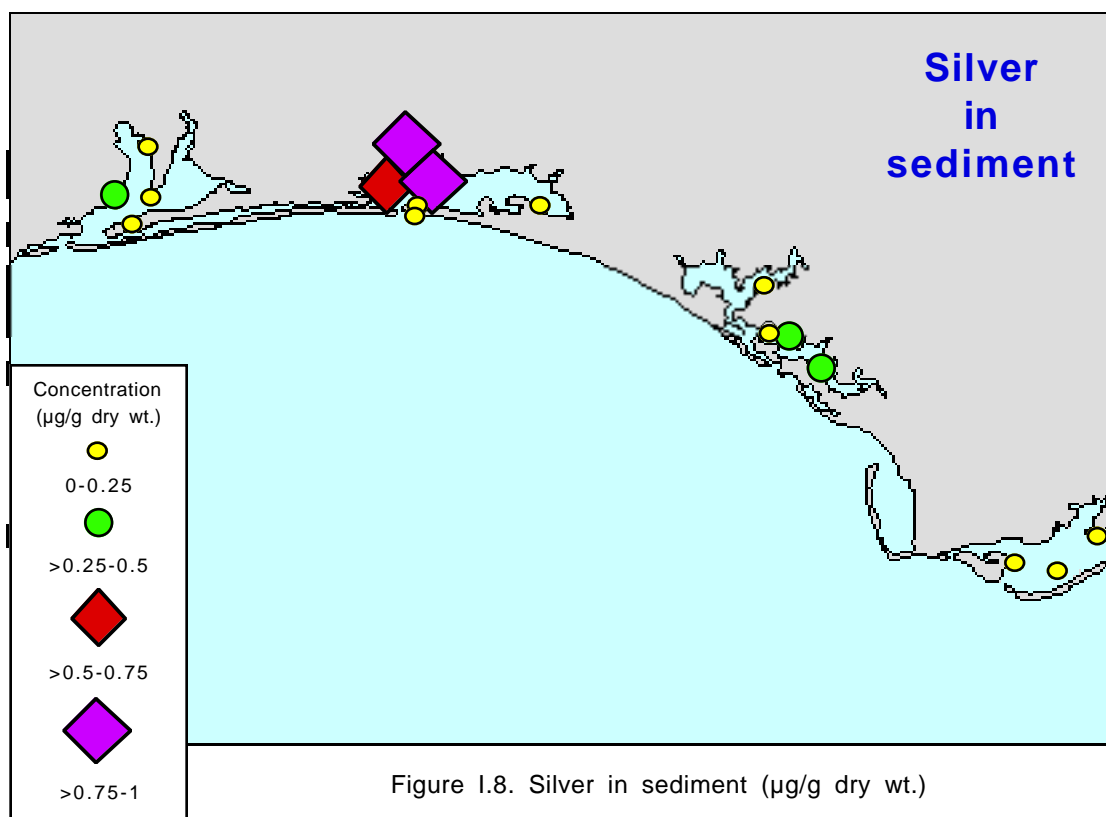 Silver
in
sediment
Concentration
(µg/g dry wt.)
0-0.25
>0.25-0.5
>0.5-0.75
>0.75-1
Figure I.8. Silver in sediment (µg/g dry wt.)